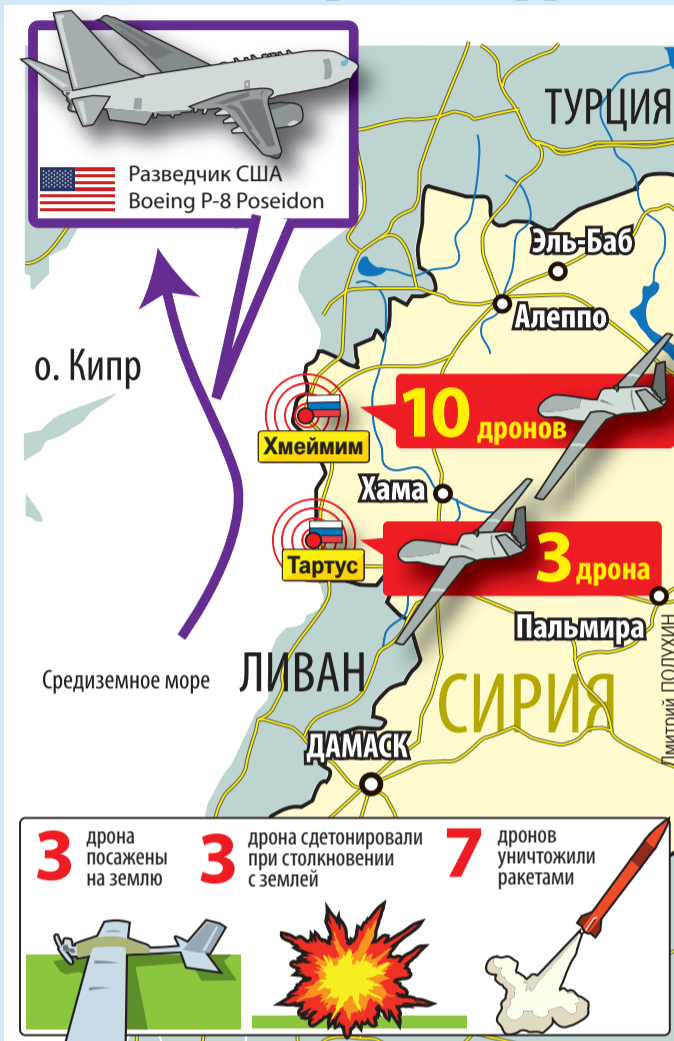 Разведчик США
Boeing P-8 Poseidon
ТУРЦИЯ
Эль-Баб
Алеппо
о. Кипр
10 дронов
Хмеймим
Хама
3 дрона
Тартус
Пальмира
Средиземное море
ЛИВАН
СИРИЯ
Дмитрий ПОЛУХИН
ДАМАСК
3 дрона
посажены
на землю
3 дрона сдетонировали
при столкновении
с землей
7 дронов
уничтожили
ракетами